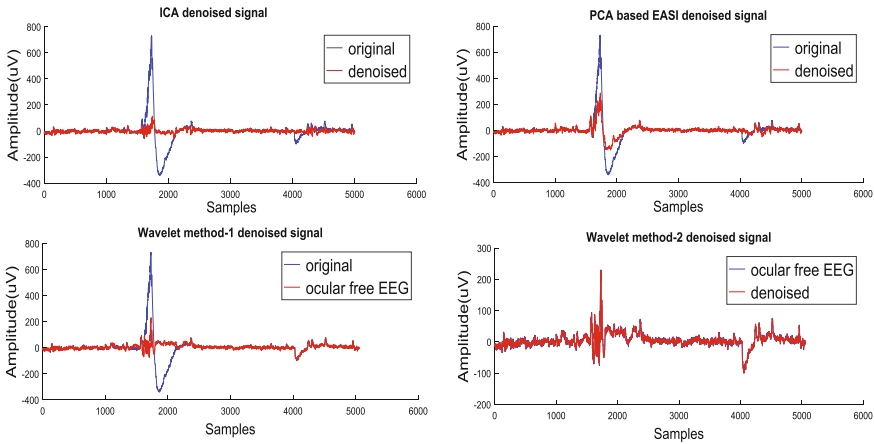 ICA denoised signal
800
600
400
200
0
-200
-400
0
1000
2000
3000
4000
5000
6000
Amplitude(uV)
Samples
original
denoised
PCA based EASI denoised signal
800
600
400
200
0
-200
-400
0
1000
2000
3000
4000
5000
6000
Amplitude(uV)
Samples
original
denoised
Wavelet method-1 denoised signal
800
600
400
200
0
-200
-400
0
1000
2000
3000
4000
5000
6000
Amplitude(uV)
Samples
original
ocular free EEG
Wavelet method-2 denoised signal
300
200
100
0
-100
-200
0
1000
2000
3000
4000
5000
6000
Amplitude(uV)
Samples
ocular free EEG
denoised